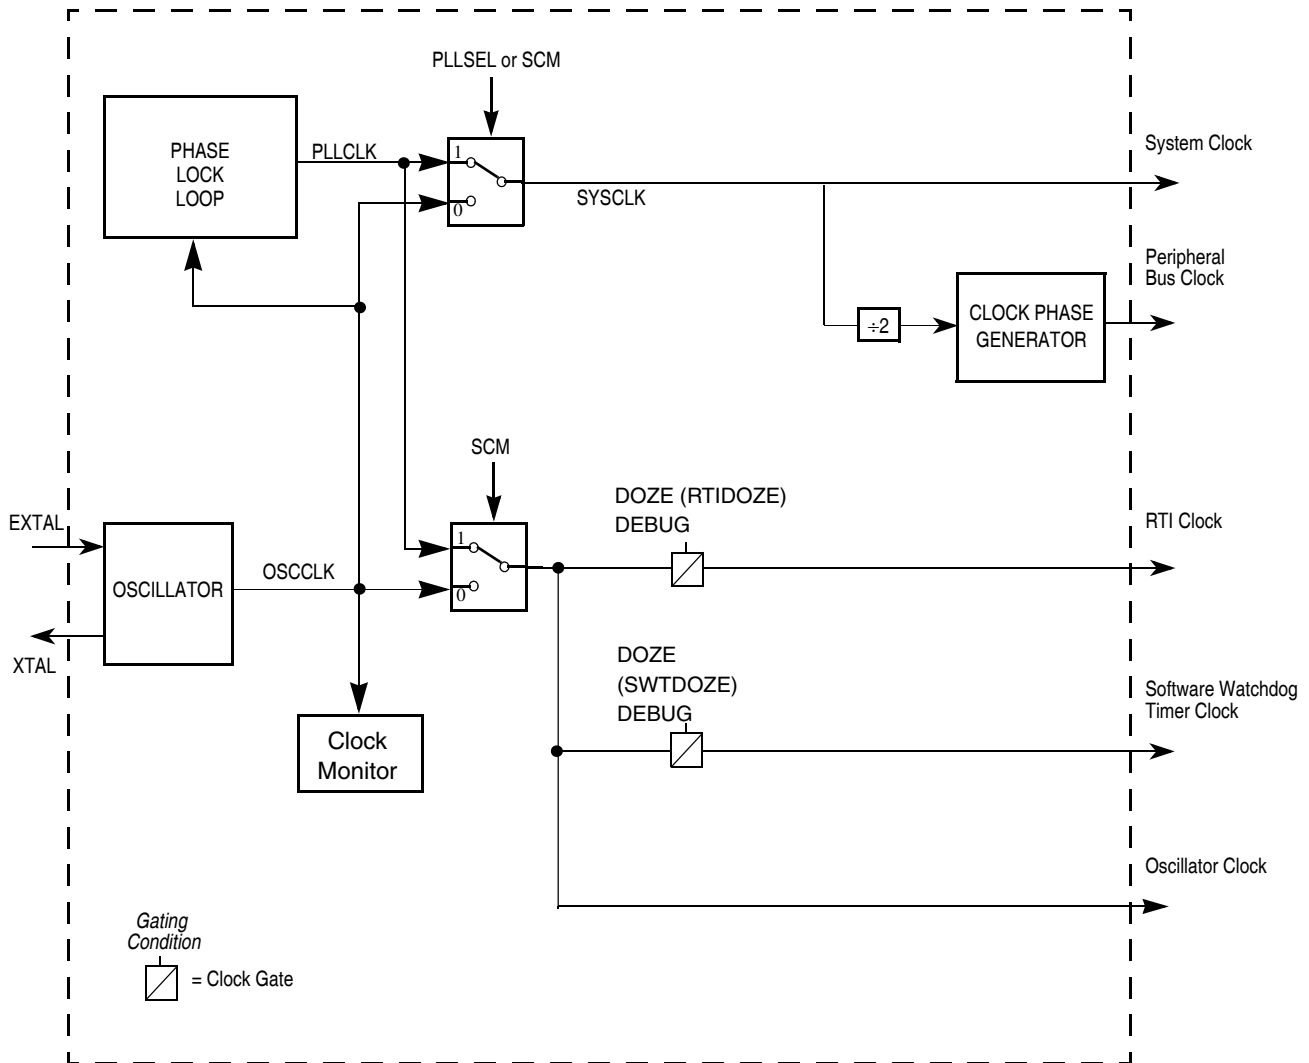 PLLSEL or SCM
PHASE
LOCK
LOOP
PLLCLK
1
0
SYSCLK
System Clock
Peripheral
Bus Clock
÷2
CLOCK PHASE
GENERATOR
SCM
EXTAL
XTAL
OSCILLATOR
OSCCLK
1
0
DOZE (RTIDOZE)
DEBUG
RTI Clock
DOZE
(SWTDOZE)
DEBUG
Software Watchdog
Timer Clock
Clock
Monitor
Oscillator Clock
Gating
Condition
= Clock Gate